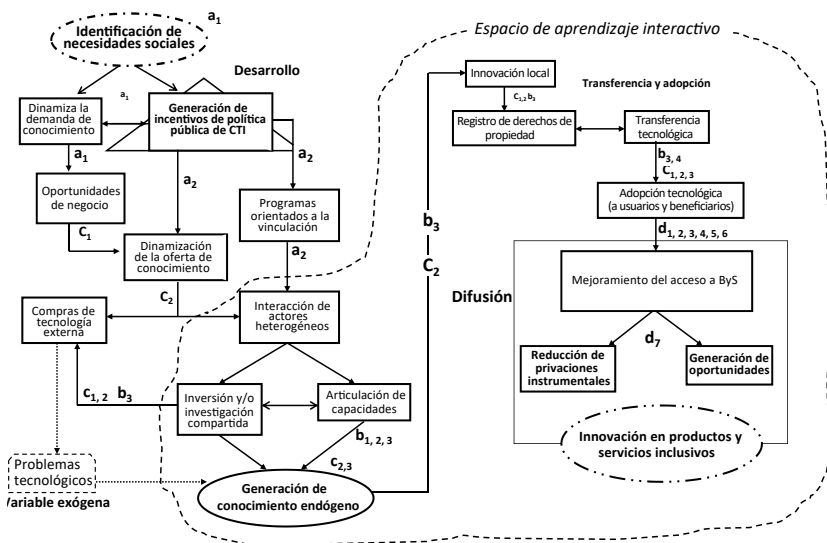 a1
Identificación de
necesidades sociales
Espacio de aprendizaje interactivo
Desarrollo
a1
Dinamiza la
demanda de
conocimiento
Generación de
incentivos de política
pública de CTI
a1
a2
a2
Oportunidades
de negocio
Programas
orientados a la
vinculación
C1
Dinamización
de la oferta de
conocimiento
a2
C2
Compras de
tecnología
externa
Interacción de
actores
heterogéneos
c1, 2 b3
Inversión y/o
investigación
compartida
Articulación de
capacidades
b1, 2, 3
c2,3
Problemas
tecnológicos
Variable exógena
Generación de
conocimiento endógeno
b3
C2
Innovación local
Transferencia y adopción
C1,2 b3
Registro de derechos de
propiedad
Transferencia
tecnológica
b3, 4
C1, 2, 3
Adopción tecnológica
(a usuarios y beneficiarios)
d1, 2, 3, 4, 5, 6
Difusión
Mejoramiento del acceso a ByS
d7
Reducción de
privaciones
instrumentales
Generación de
oportunidades
Innovación en productos y
servicios inclusivos